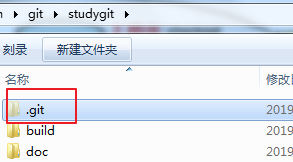 git ▸ studygit ▸
刻录 新建文件夹
名称 修改日
.git 2019
build 2019
doc 2019